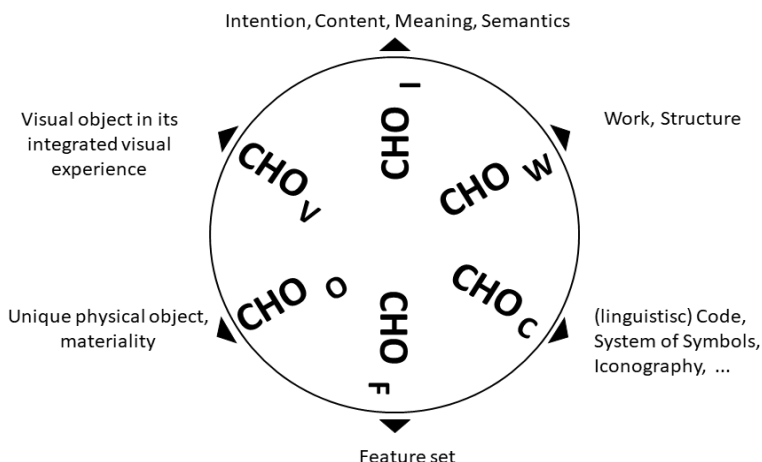 Intention, Content, Meaning, Semantics
CHO I
Visual object in its
integrated visual
experience
CHO V
Work, Structure
CHO W
Unique physical object,
materiality
CHO O
(linguistisc) Code,
System of Symbols,
Iconography, ...
CHO C
CHO F
Feature set